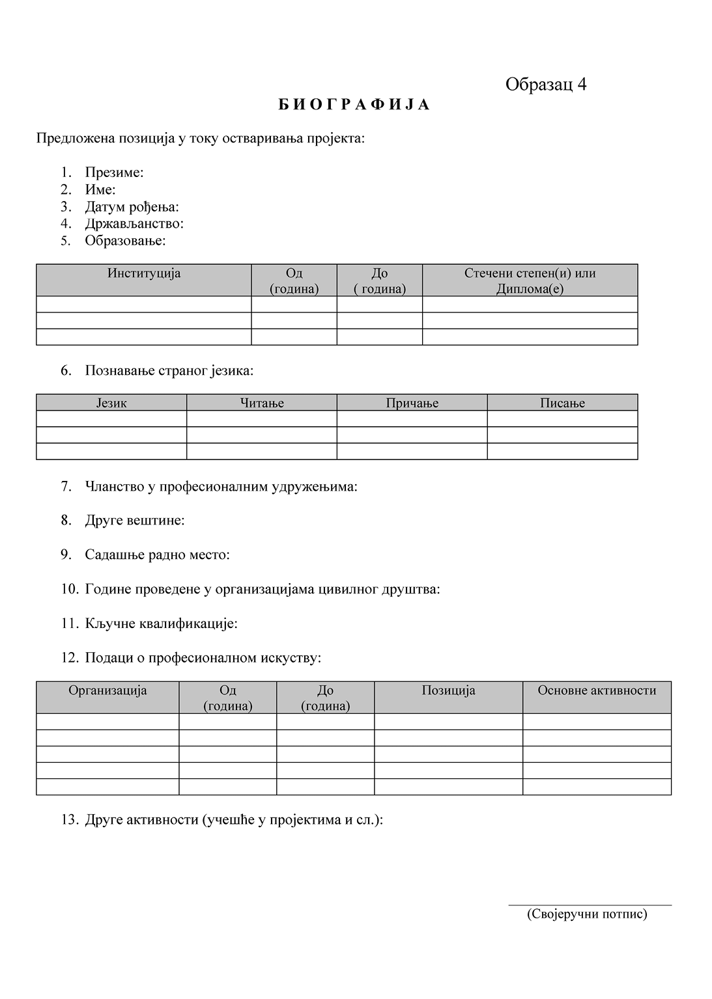 Образац 4
Б И О Г Р А Ф И Ј А
Предложена позиција у току остваривања пројекта:
1. Презиме:
2. Име:
3. Датум рођења:
4. Држављанство:
5. Образовање:
Институција Од До Стечени степен(и) или
(година) ( година) Диплома(е)
6. Познавање страног језика:
Језик Читање Причање Писање
7. Чланство у професионалним удружењима:
8. Друге вештине:
9. Садашње радно место:
10. Године проведене у организацијама цивилног друштва:
11. Кључне квалификације:
12. Подаци о професионалном искуству:
Организација Од До Позиција Основне активности
(година) (година)
13. Друге активности (учешће у пројектима и сл.):
(Својеручни потпис)